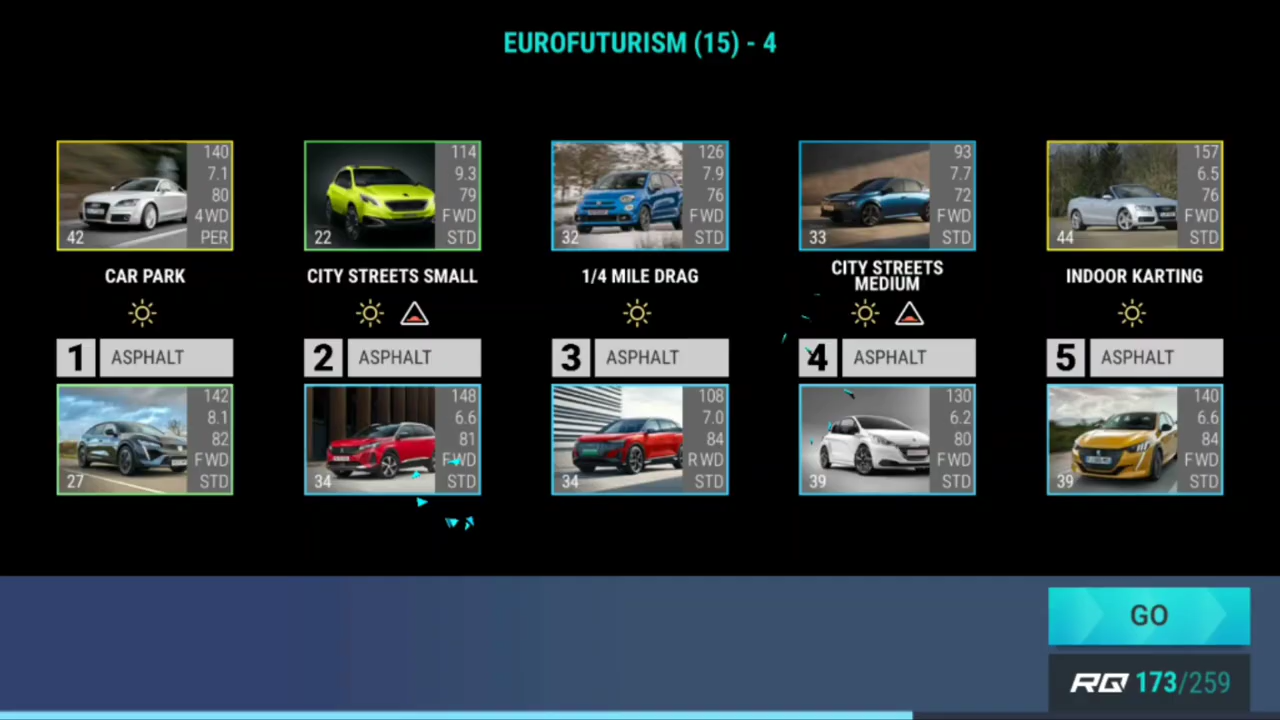 EUROFUTURISM (15) - 4
140
7.1
80
4WD
PER
42
114
9.3
79
FWD
STD
22
126
7.9
76
FWD
STD
32
93
7.7
72
FWD
STD
33
157
6.5
76
FWD
STD
44
CAR PARK
CITY STREETS SMALL
1/4 MILE DRAG
CITY STREETS
MEDIUM
INDOOR KARTING
1 ASPHALT
2 ASPHALT
3 ASPHALT
4 ASPHALT
5 ASPHALT
142
8.1
82
FWD
STD
27
148
6.6
81
FWD
STD
34
108
7.0
84
RWD
STD
34
130
6.2
80
FWD
STD
39
140
6.6
84
FWD
STD
39
GO
RQ 173/259